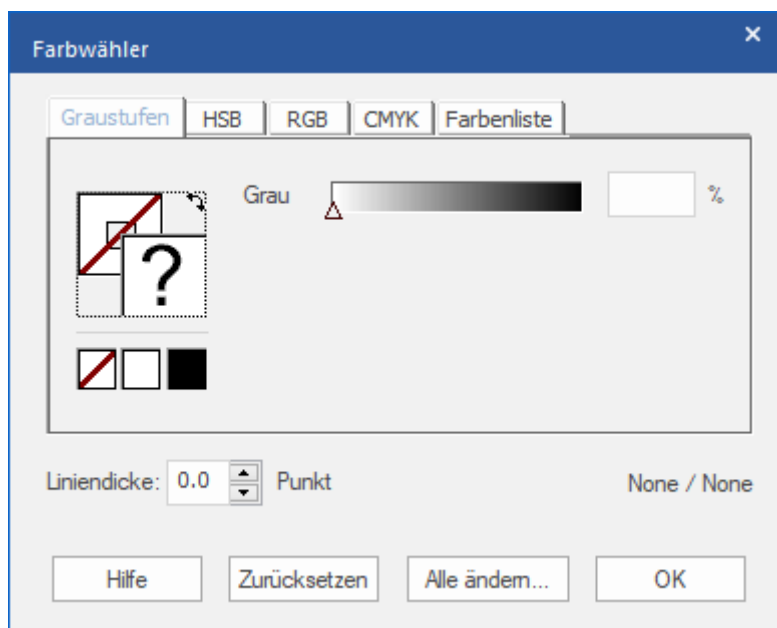 Farbwähler
Graustufen HSB RGB CMYK Farbenliste
Grau %
?
Liniendicke: 0.0 Punkt None / None
Hilfe Zurücksetzen Alle ändern... OK